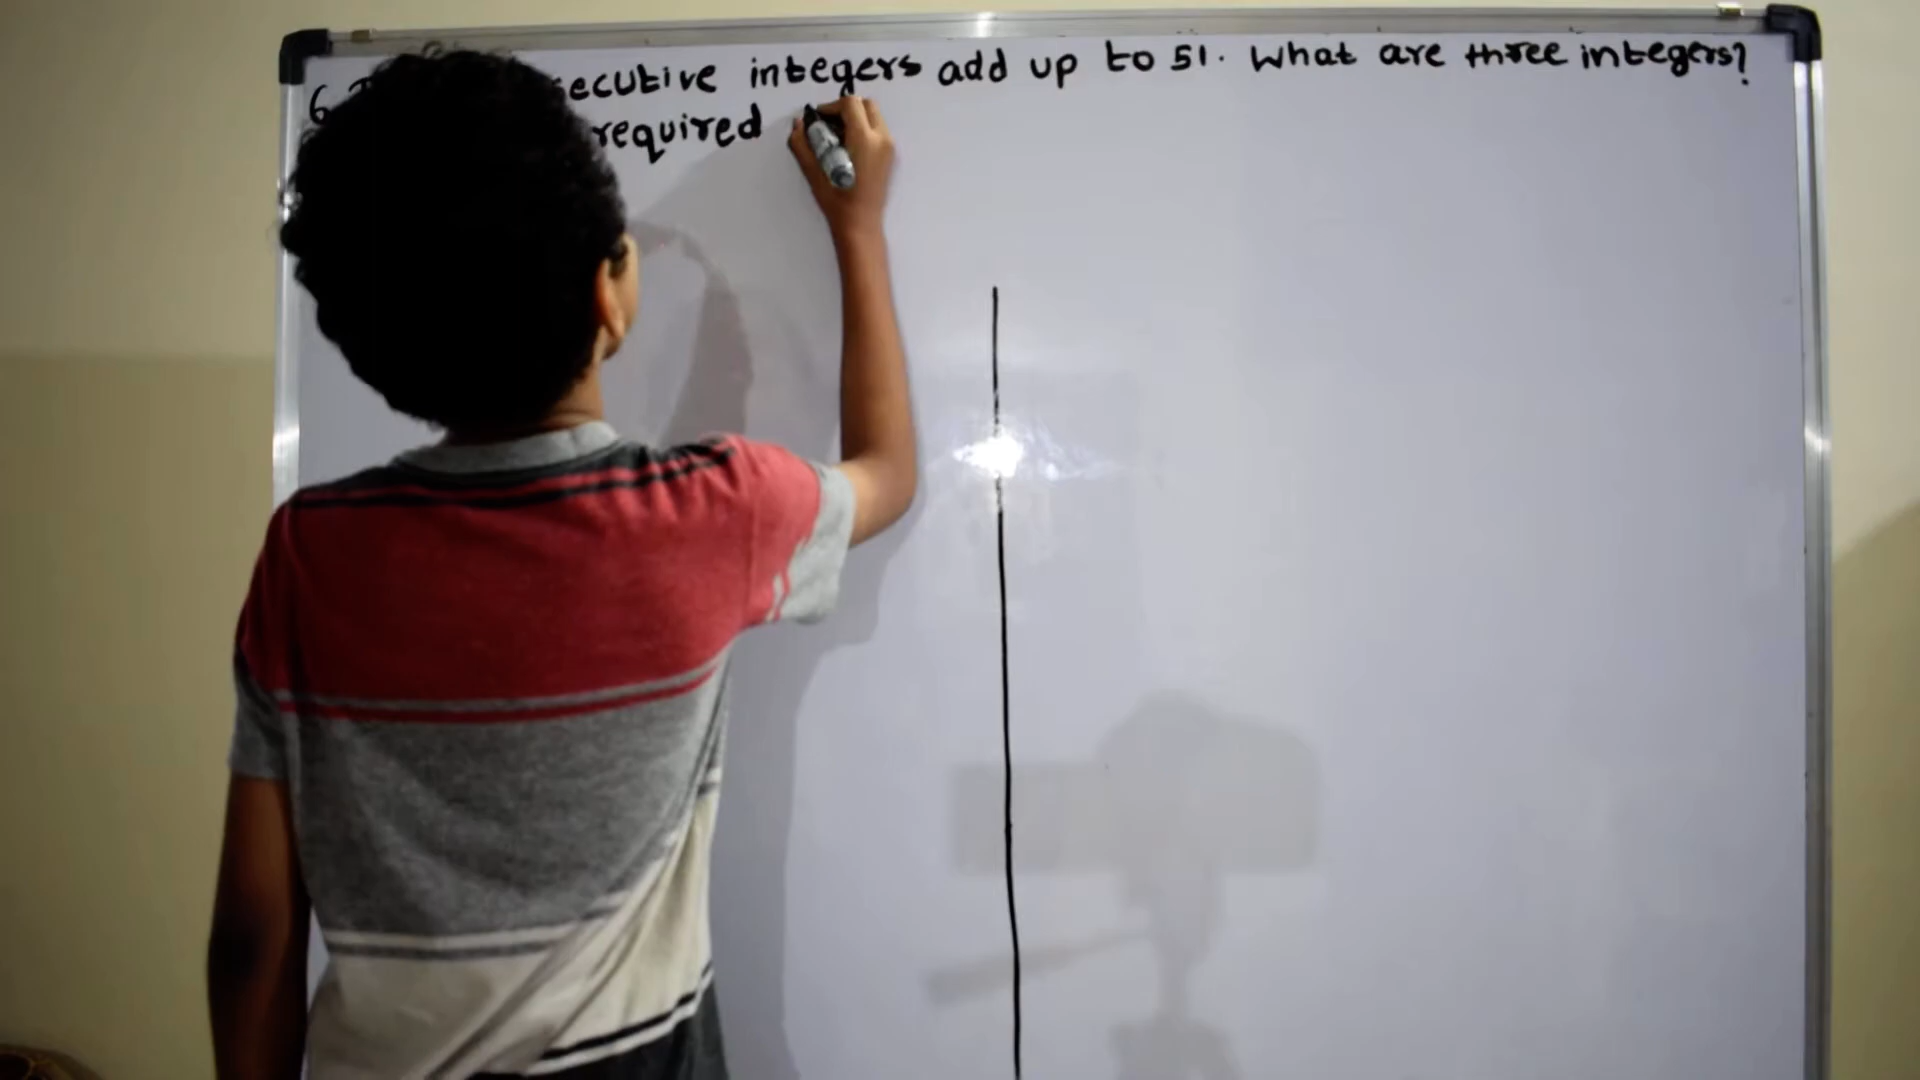 6. ecutive integers add up to 51. What are three integers?
required